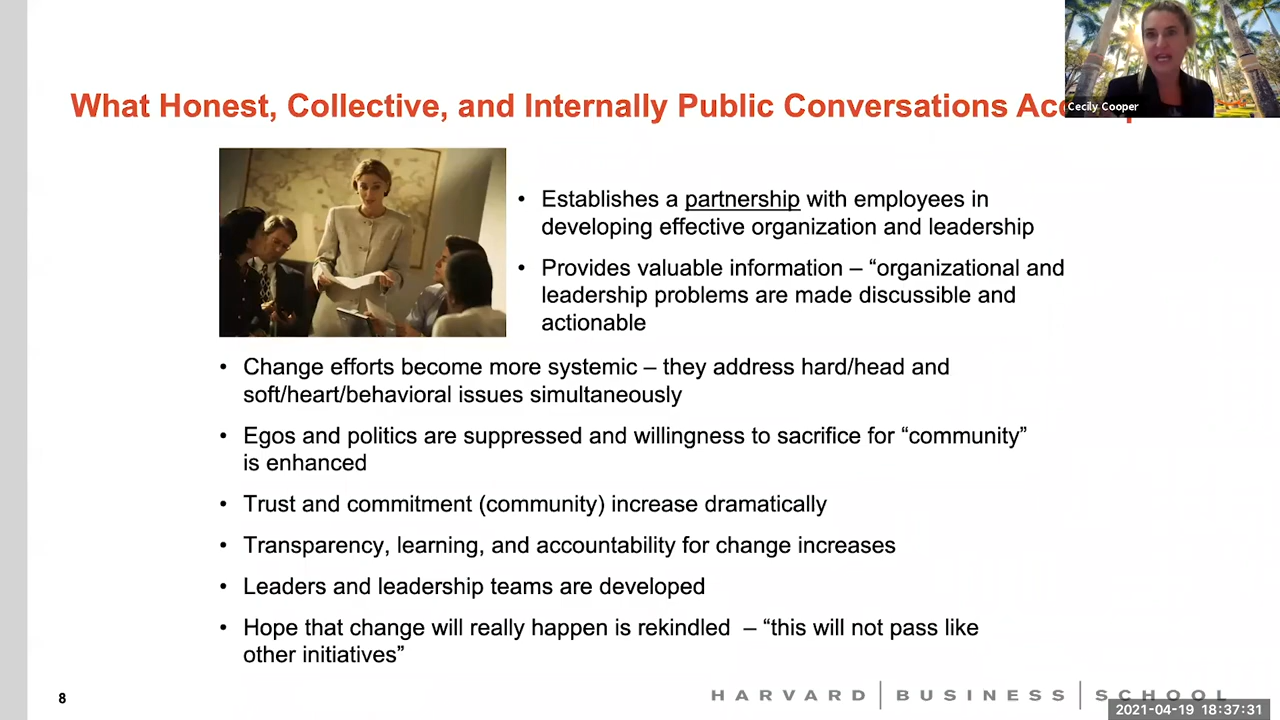 Cecily Cooper
What Honest, Collective, and Internally Public Conversations
• Establishes a partnership with employees in
developing effective organization and leadership
• Provides valuable information – “organizational and
leadership problems are made discussible and
actionable
• Change efforts become more systemic – they address hard/head and
soft/heart/behavioral issues simultaneously
• Egos and politics are suppressed and willingness to sacrifice for “community”
is enhanced
• Trust and commitment (community) increase dramatically
• Transparency, learning, and accountability for change increases
• Leaders and leadership teams are developed
• Hope that change will really happen is rekindled – “this will not pass like
other initiatives”
8
HARVARD | BUSINESS | SCHOOL
2021-04-19 18:37:31